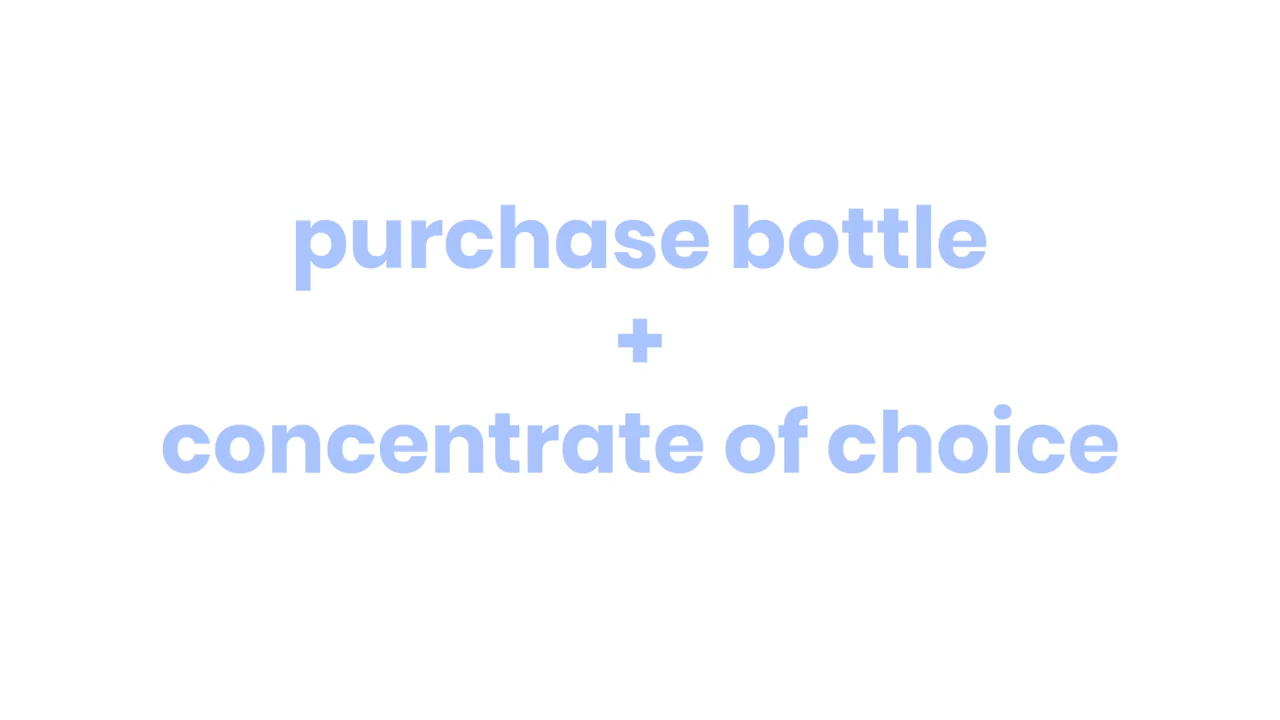 purchase bottle
+
concentrate of choice